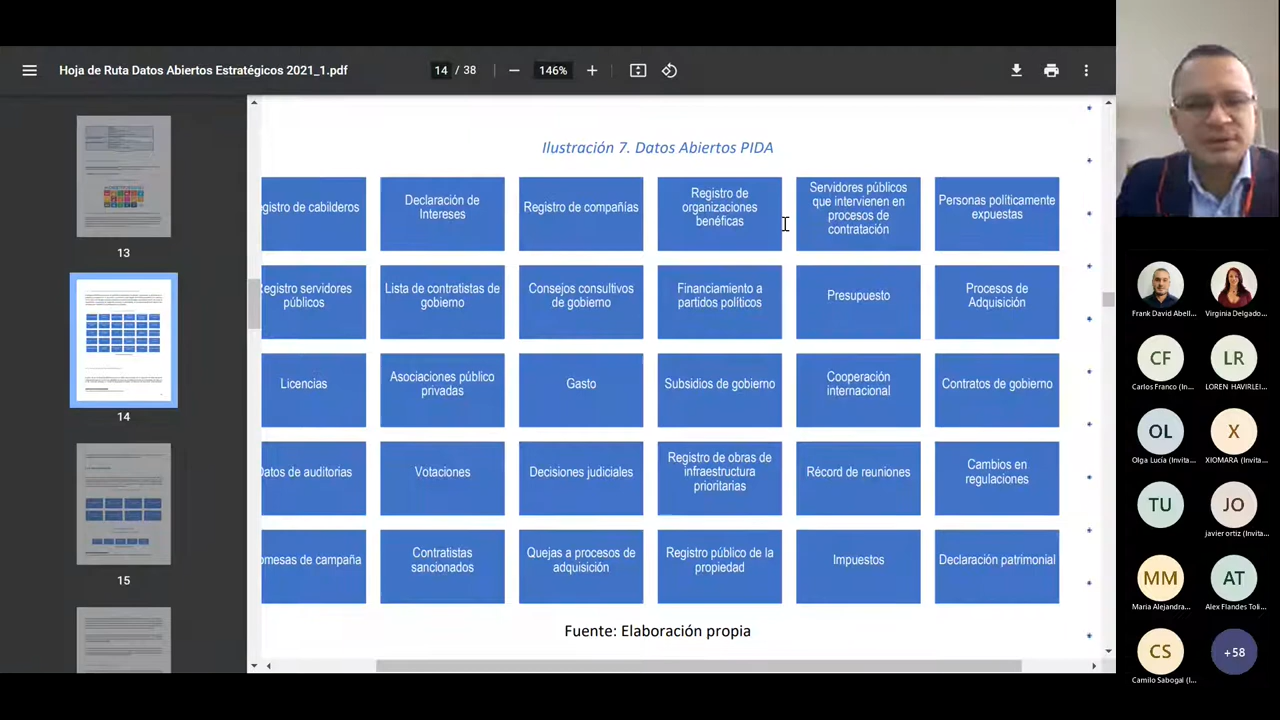 Hoja de Ruta Datos Abiertos Estratégicos 2021_1.pdf
14 / 38
146%
13
14
15
Ilustración 7. Datos Abiertos PIDA
egistro de cabilderos
Declaración de
Intereses
Registro de compañías
Registro de
organizaciones
benéficas
Servidores públicos
que intervienen en
procesos de
contratación
Personas políticamente
expuestas
Registro servidores
públicos
Lista de contratistas de
gobierno
Consejos consultivos
de gobierno
Financiamiento a
partidos políticos
Presupuesto
Procesos de
Adquisición
Licencias
Asociaciones público
privadas
Gasto
Subsidios de gobierno
Cooperación
internacional
Contratos de gobierno
Datos de auditorias
Votaciones
Decisiones judiciales
Registro de obras de
infraestructura
prioritarias
Récord de reuniones
Cambios en
regulaciones
omesas de campaña
Contratistas
sancionados
Quejas a procesos de
adquisición
Registro público de la
propiedad
Impuestos
Declaración patrimonial
Fuente: Elaboración propia
Frank David Abell...
Virginia Delgado...
CF
LR
Carlos Franco (In...
LOREN HAVIRLEI...
OL
X
Olga Lucía (Invita...
XIOMARA (Invita...
TU
JO
javier ortiz (Invita...
MM
AT
Maria Alejandra...
Alex Flandes Toli...
CS
+58
Camilo Sabogal (I...